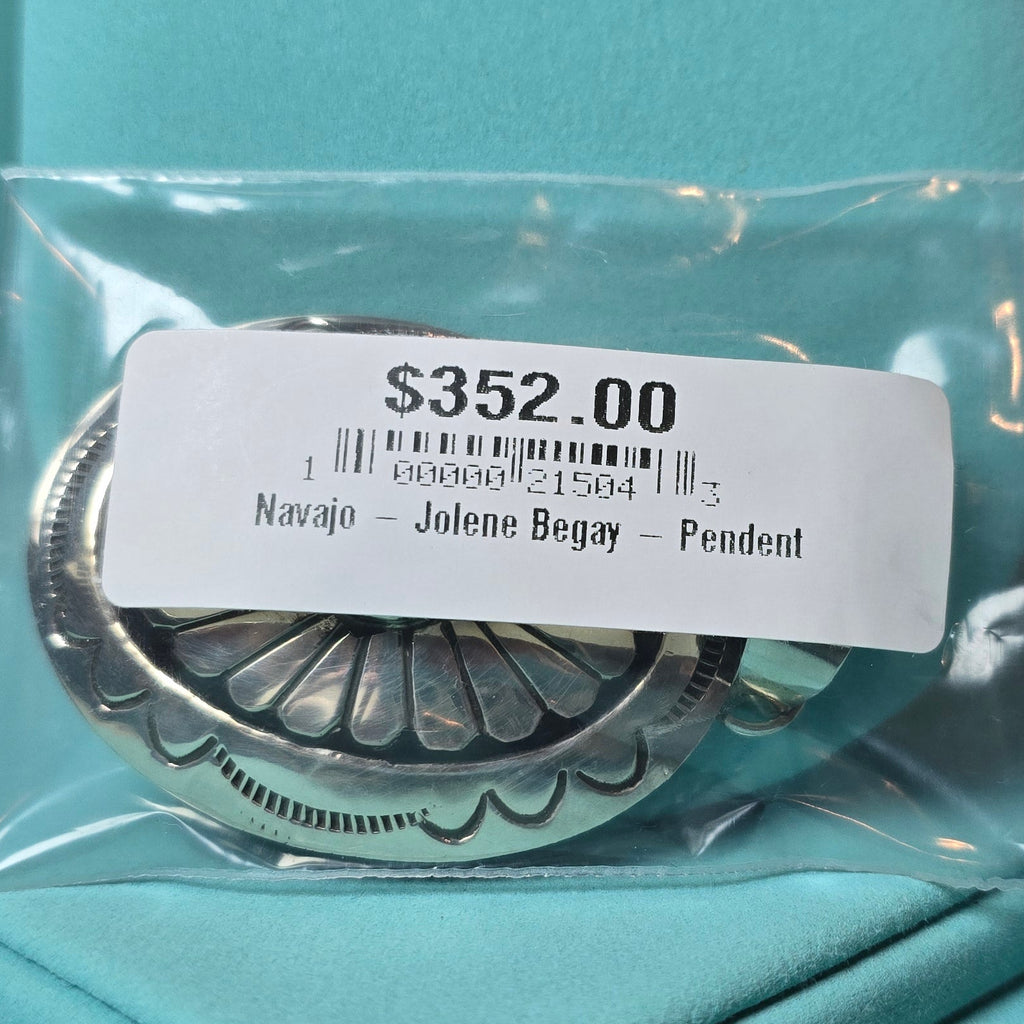 $352.00
1 00000 21504 3
Navajo – Jolene Begay – Pendent